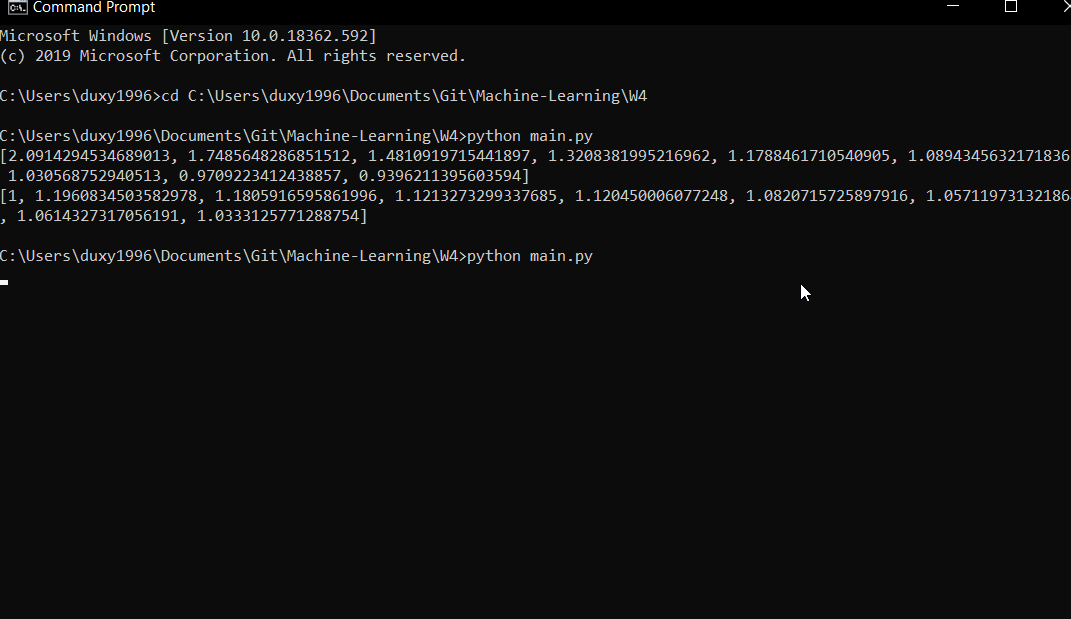 Command Prompt
Microsoft Windows [Version 10.0.18362.592]
(c) 2019 Microsoft Corporation. All rights reserved.
C:\Users\duxy1996>cd C:\Users\duxy1996\Documents\Git\Machine-Learning\W4
C:\Users\duxy1996\Documents\Git\Machine-Learning\W4>python main.py
[2.0914294534689013, 1.7485648286851512, 1.4810919715441897, 1.3208381995216962, 1.1788461710540905, 1.0894345632171836
1.030568752940513, 0.9709223412438857, 0.9396211395603594]
[1, 1.1960834503582978, 1.1805916595861996, 1.1213273299337685, 1.120450006077248, 1.0820715725897916, 1.057119731321864
, 1.0614327317056191, 1.0333125771288754]
C:\Users\duxy1996\Documents\Git\Machine-Learning\W4>python main.py